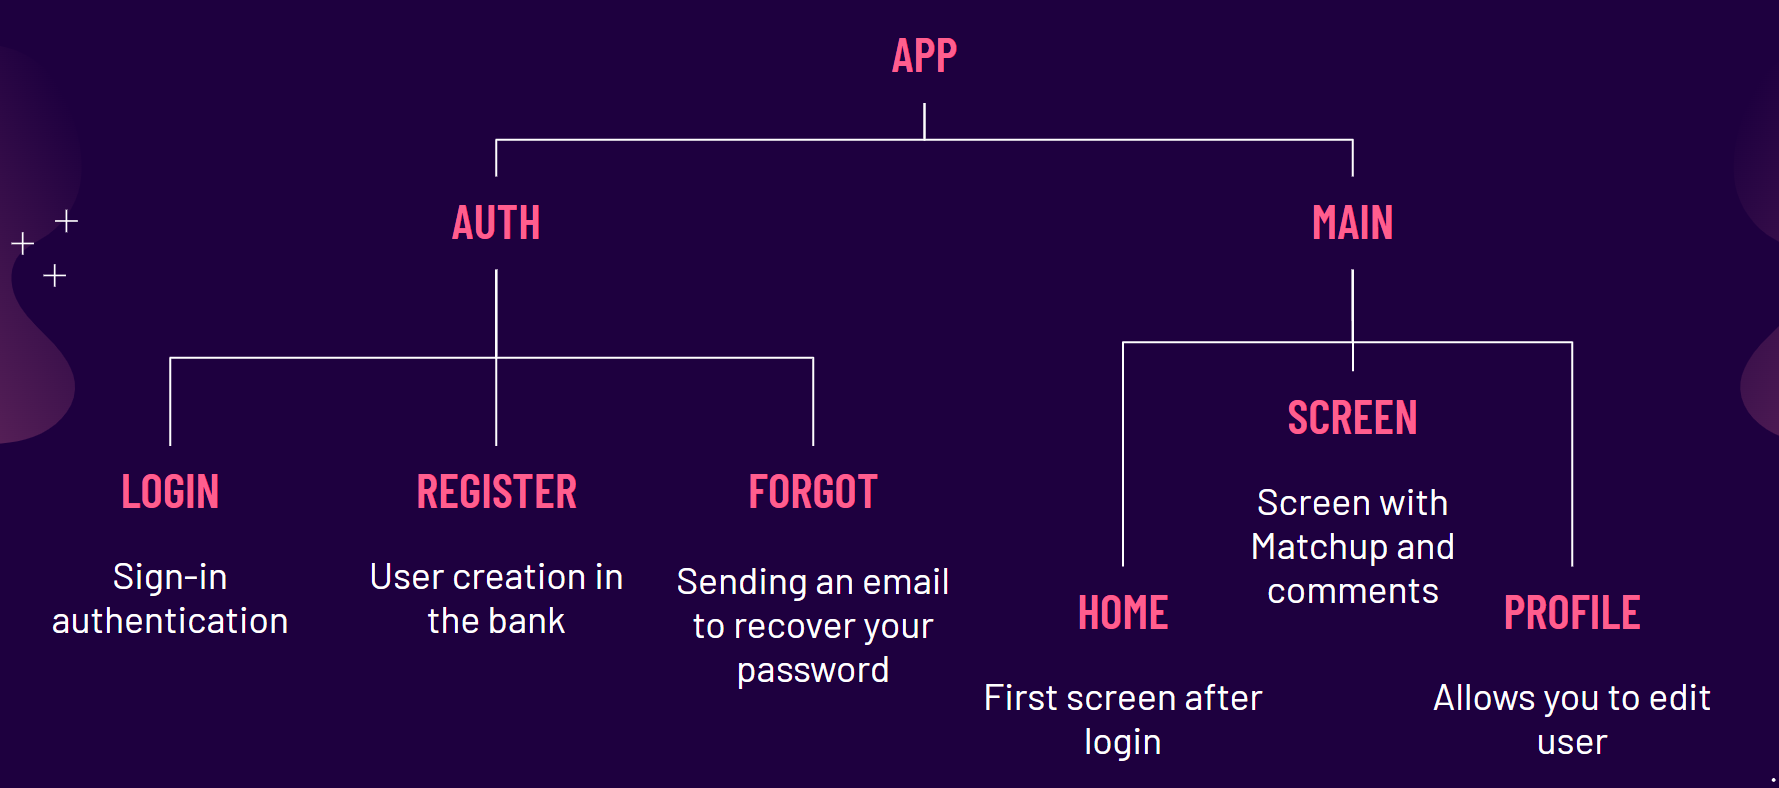 APP
AUTH
MAIN
LOGIN
Sign-in
authentication
REGISTER
User creation in
the bank
FORGOT
Sending an email
to recover your
password
HOME
First screen after
login
SCREEN
Screen with
Matchup and
comments
PROFILE
Allows you to edit
user